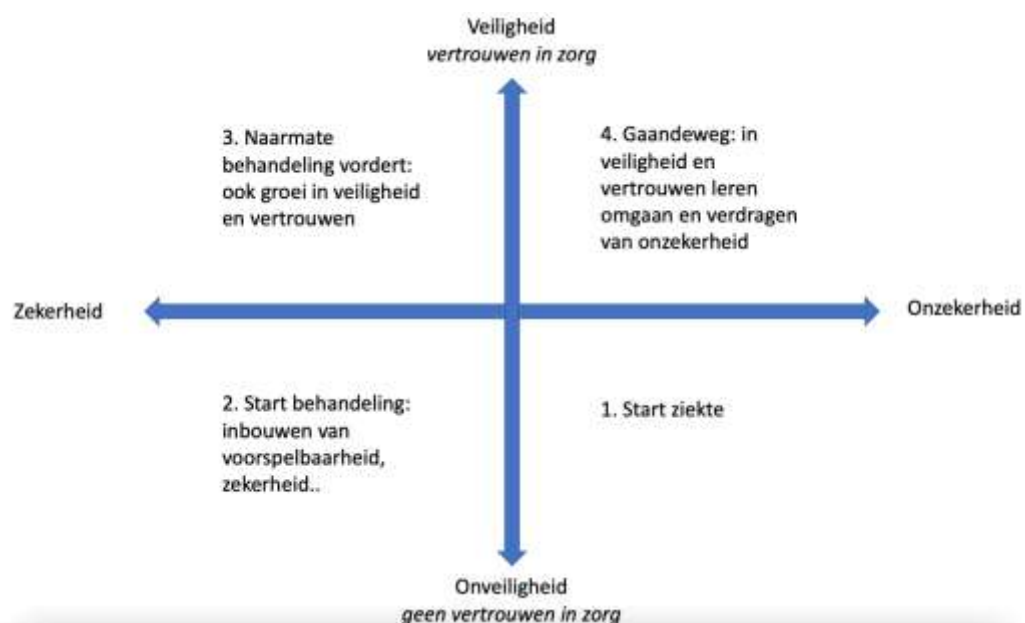 Veiligheid
vertrouwen in zorg
3. Naarmate
behandeling vordert:
ook groei in veiligheid
en vertrouwen
4. Gaandeweg: in
veiligheid en
vertrouwen leren
omgaan en verdragen
van onzekerheid
Zekerheid
Onzekerheid
2. Start behandeling:
inbouwen van
voorspelbaarheid,
zekerheid..
1. Start ziekte
Onveiligheid
geen vertrouwen in zorg